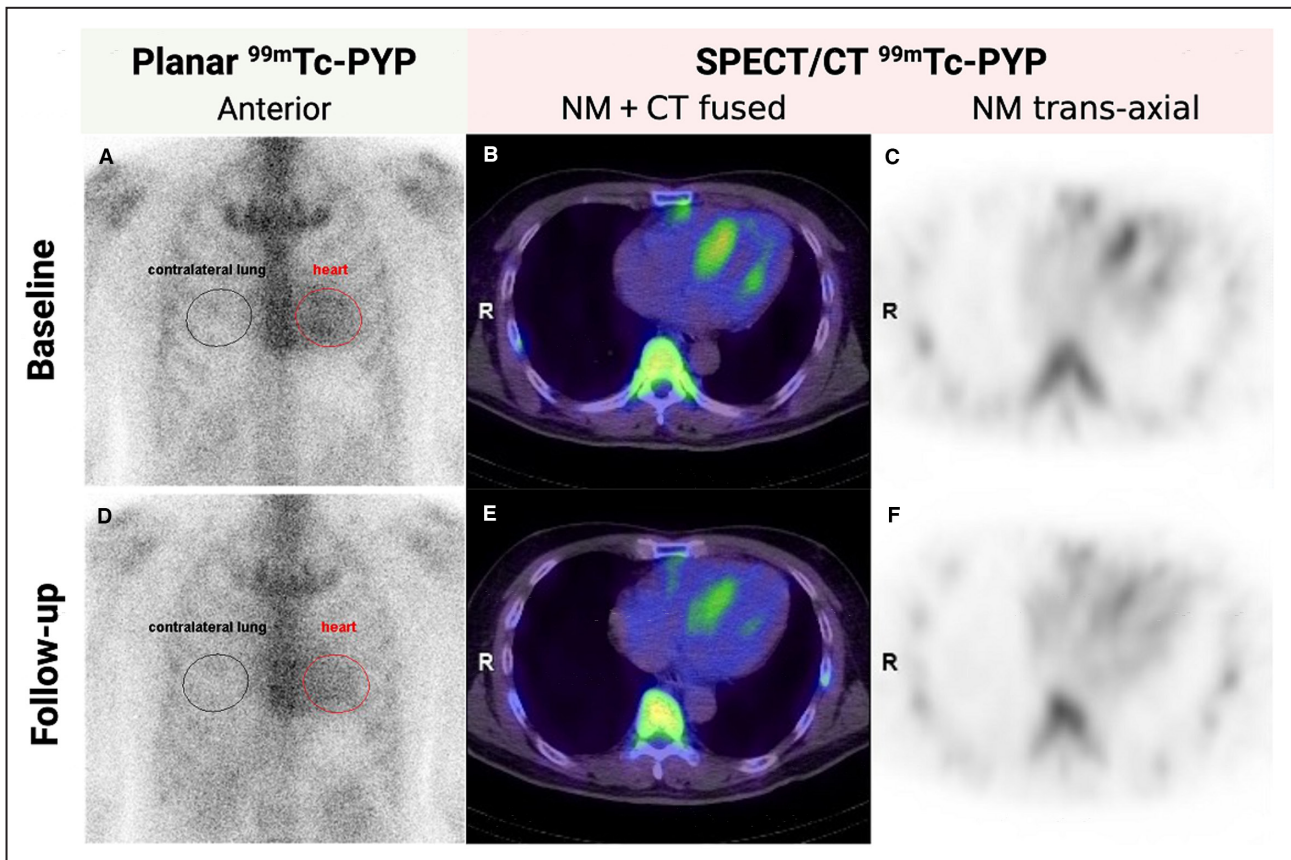 Planar ⁹⁹ᵐTc-PYP
Anterior
SPECT/CT ⁹⁹ᵐTc-PYP
NM + CT fused
NM trans-axial
Baseline
A
contralateral lung
heart
B
R
C
R
Follow-up
D
contralateral lung
heart
E
R
F
R